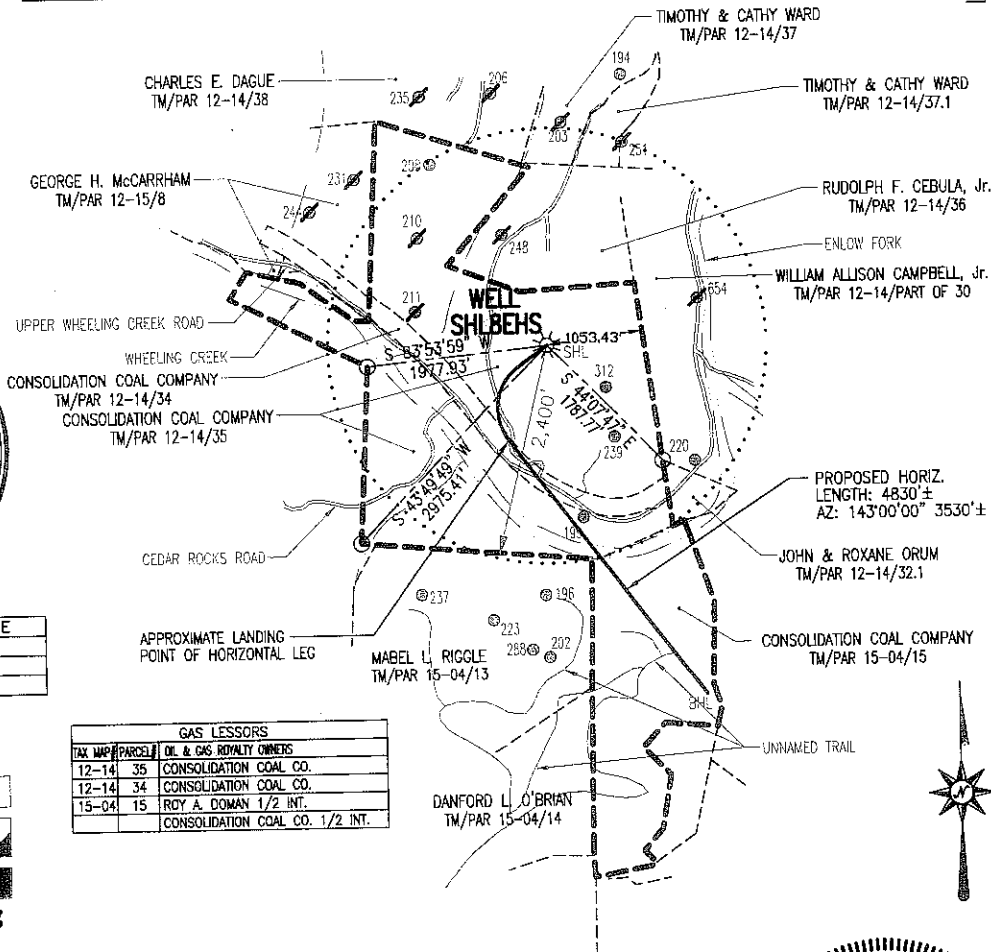 TIMOTHY & CATHY WARD
TM/PAR 12-14/37
194
CHARLES E. DAGUE
TM/PAR 12-14/38
206
235
TIMOTHY & CATHY WARD
TM/PAR 12-14/37.1
203
251
208
GEORGE H. McCARRHAM
TM/PAR 12-15/8
231
RUDOLPH F. CEBULA, Jr.
TM/PAR 12-14/36
210
248
ENLOW FORK
WILLIAM ALLISON CAMPBELL, Jr.
TM/PAR 12-14/PART OF 30
654
WELL
SHLBEHS
211
UPPER WHEELING CREEK ROAD
1053.43'
SHL
S 83°53'59" W
1977.93'
WHEELING CREEK
CONSOLIDATION COAL COMPANY
TM/PAR 12-14/34
312
S 44°07'47" E
1787.77'
CONSOLIDATION COAL COMPANY
TM/PAR 12-14/35
2,400'
239
220
S 43°49'49" W
2975.41'
PROPOSED HORIZ.
LENGTH: 4830'±
AZ: 143°00'00" 3530'±
CEDAR ROCKS ROAD
JOHN & ROXANE ORUM
TM/PAR 12-14/32.1
237
196
223
288
202
APPROXIMATE LANDING
POINT OF HORIZONTAL LEG
MABEL L RIGGLE
TM/PAR 15-04/13
CONSOLIDATION COAL COMPANY
TM/PAR 15-04/15
BHL
UNNAMED TRAIL
E
GAS LESSORS
TAX MAP# PARCEL# OIL & GAS ROYALTY OWNERS
12-14 35 CONSOLIDATION COAL CO.
12-14 34 CONSOLIDATION COAL CO.
15-04 15 ROY A. DOMAN 1/2 INT.
CONSOLIDATION COAL CO. 1/2 INT.
DANFORD L. O'BRIAN
TM/PAR 15-04/14
N